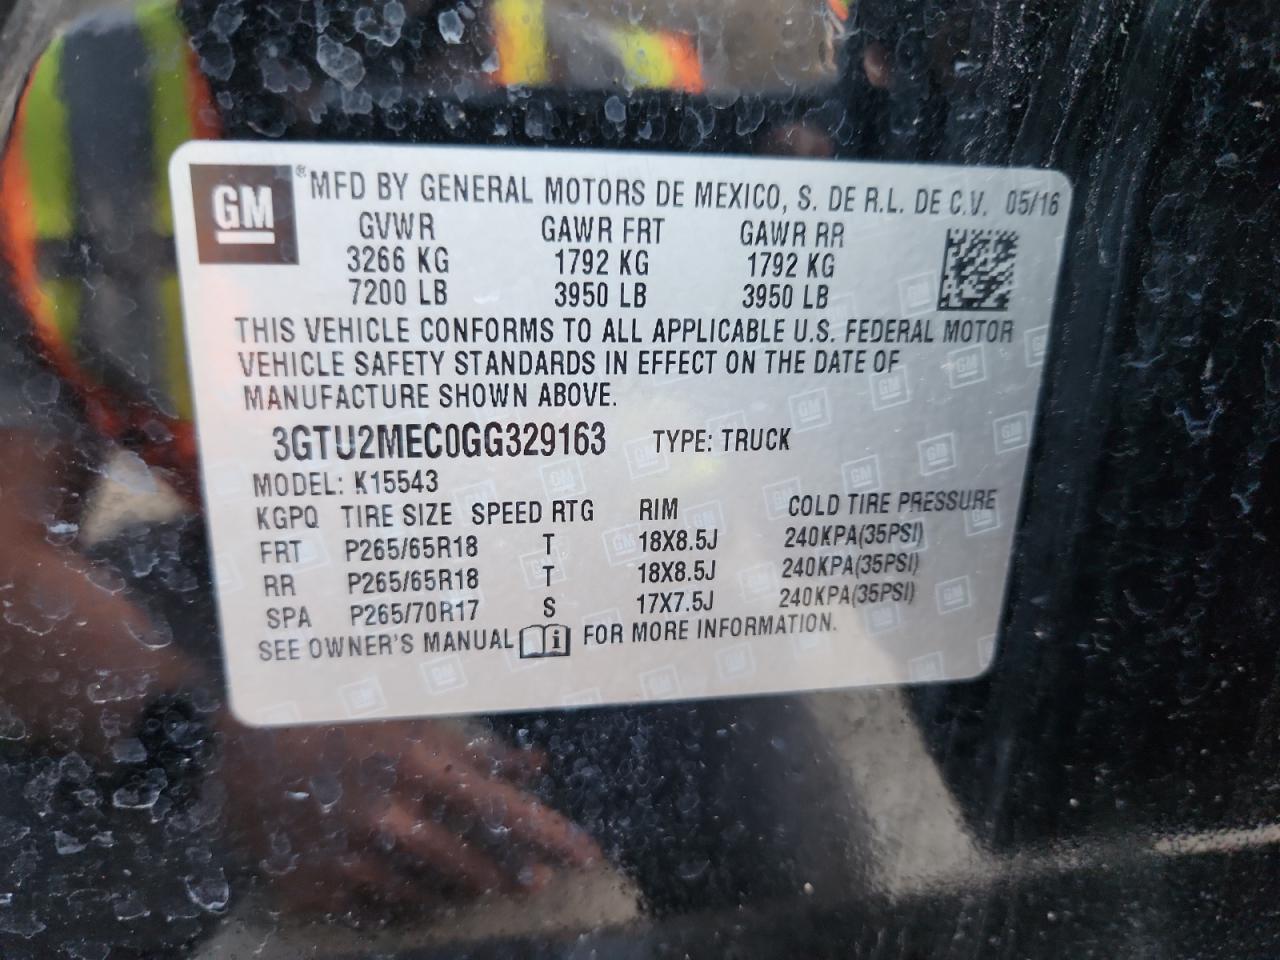 GM ® MFD BY GENERAL MOTORS DE MEXICO, S. DE R.L. DE C.V. 05/16
GVWR GAWR FRT GAWR RR
3266 KG 1792 KG 1792 KG
7200 LB 3950 LB 3950 LB
THIS VEHICLE CONFORMS TO ALL APPLICABLE U.S. FEDERAL MOTOR
VEHICLE SAFETY STANDARDS IN EFFECT ON THE DATE OF
MANUFACTURE SHOWN ABOVE.
3GTU2MEC0GG329163 TYPE: TRUCK
MODEL: K15543
KGPQ TIRE SIZE SPEED RTG RIM COLD TIRE PRESSURE
FRT P265/65R18 T 18X8.5J 240KPA(35PSI)
RR P265/65R18 T 18X8.5J 240KPA(35PSI)
SPA P265/70R17 S 17X7.5J 240KPA(35PSI)
SEE OWNER'S MANUAL i FOR MORE INFORMATION.